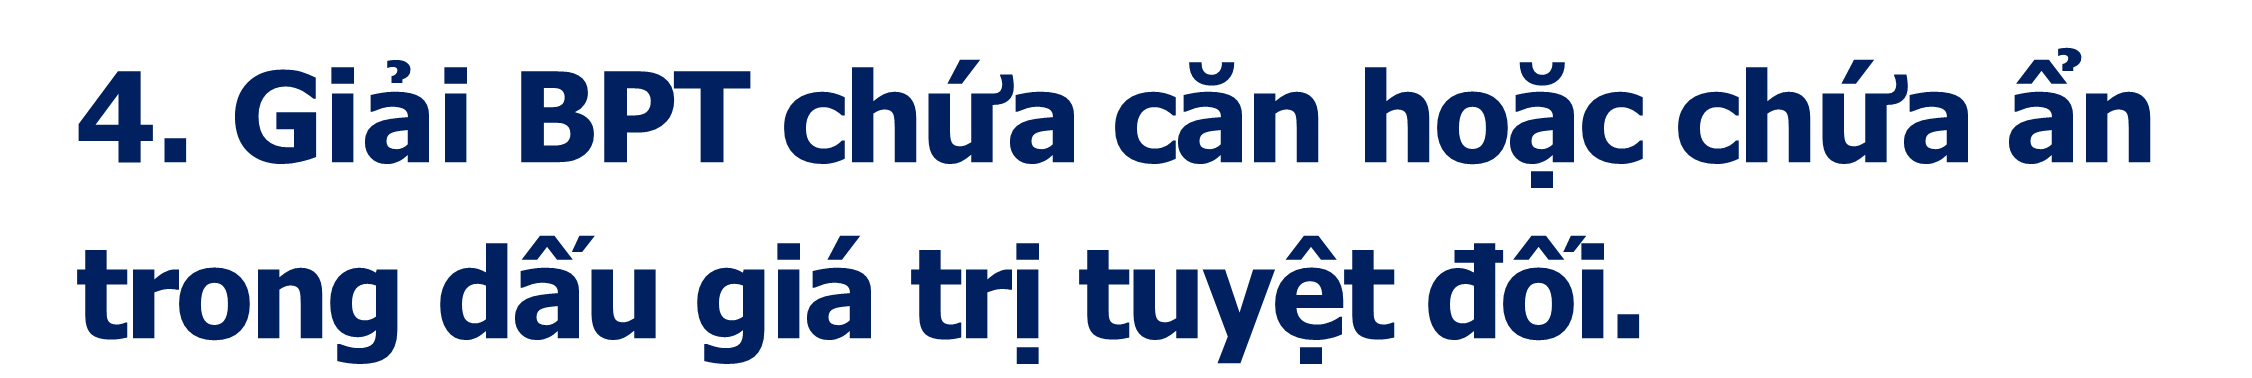 4. Giải BPT chứa căn hoặc chứa ẩn
trong dấu giá trị tuyệt đối.